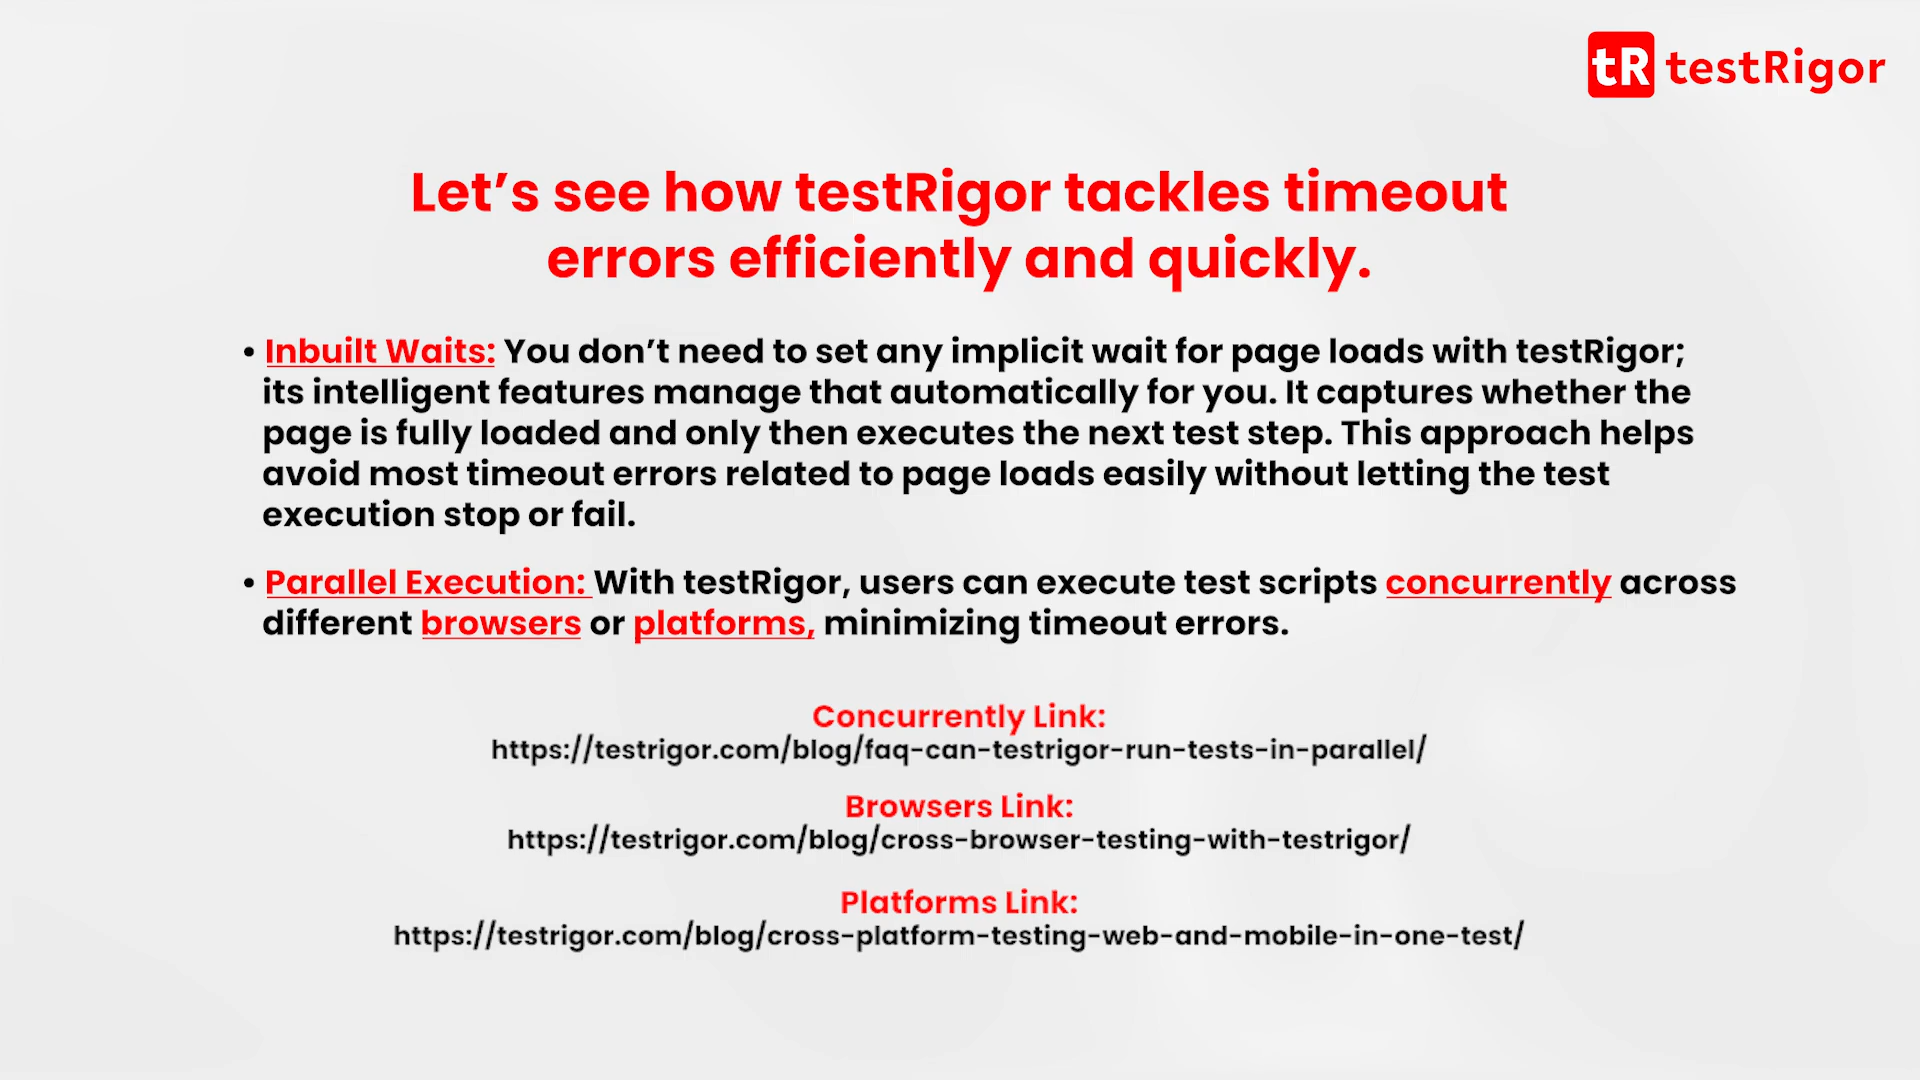 tR testRigor
Let’s see how testRigor tackles timeout
errors efficiently and quickly.
• Inbuilt Waits: You don’t need to set any implicit wait for page loads with testRigor;
its intelligent features manage that automatically for you. It captures whether the
page is fully loaded and only then executes the next test step. This approach helps
avoid most timeout errors related to page loads easily without letting the test
execution stop or fail.
• Parallel Execution: With testRigor, users can execute test scripts concurrently across
different browsers or platforms, minimizing timeout errors.
Concurrently Link:
https://testrigor.com/blog/faq-can-testrigor-run-tests-in-parallel/
Browsers Link:
https://testrigor.com/blog/cross-browser-testing-with-testrigor/
Platforms Link:
https://testrigor.com/blog/cross-platform-testing-web-and-mobile-in-one-test/